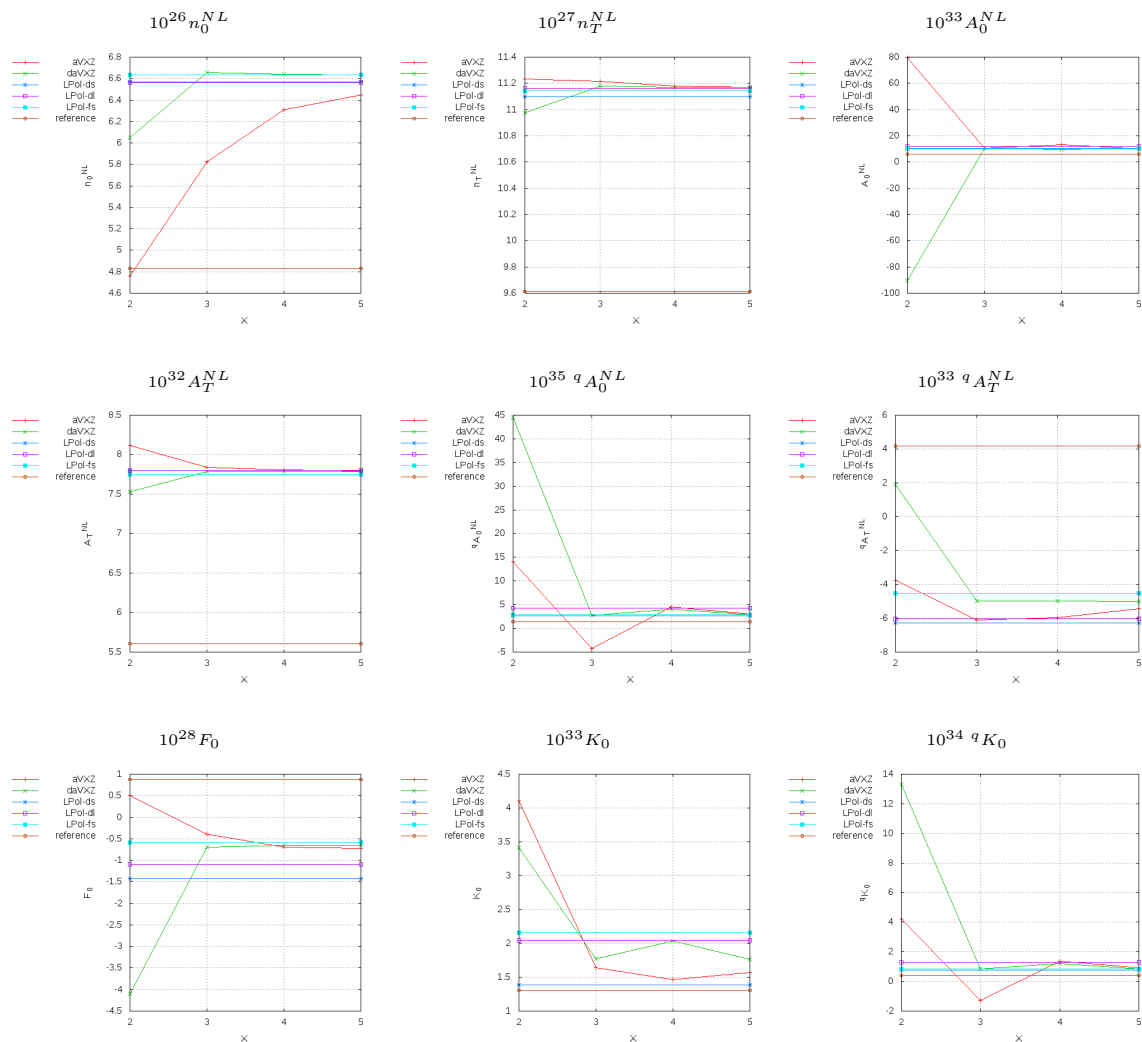 10^26 n_0^NL
aVXZ
daVXZ
LPol-ds
LPol-dl
LPol-fs
reference
6.8
6.6
6.4
6.2
6
5.8
5.6
5.4
5.2
5
4.8
4.6
n_0^NL
2 3 4 5
X
10^27 n_T^NL
aVXZ
daVXZ
LPol-ds
LPol-dl
LPol-fs
reference
11.4
11.2
11
10.8
10.6
10.4
10.2
10
9.8
9.6
n_T^NL
2 3 4 5
X
10^33 A_0^NL
aVXZ
daVXZ
LPol-ds
LPol-dl
LPol-fs
reference
80
60
40
20
0
-20
-40
-60
-80
-100
A_0^NL
2 3 4 5
X
10^32 A_T^NL
aVXZ
daVXZ
LPol-ds
LPol-dl
LPol-fs
reference
8.5
8
7.5
7
6.5
6
5.5
A_T^NL
2 3 4 5
X
10^35 ^qA_0^NL
aVXZ
daVXZ
LPol-ds
LPol-dl
LPol-fs
reference
45
40
35
30
25
20
15
10
5
0
-5
^qA_0^NL
2 3 4 5
X
10^33 ^qA_T^NL
aVXZ
daVXZ
LPol-ds
LPol-dl
LPol-fs
reference
6
4
2
0
-2
-4
-6
-8
^qA_T^NL
2 3 4 5
X
10^28 F_0
aVXZ
daVXZ
LPol-ds
LPol-dl
LPol-fs
reference
1
0.5
0
-0.5
-1
-1.5
-2
-2.5
-3
-3.5
-4
-4.5
F_0
2 3 4 5
X
10^33 K_0
aVXZ
daVXZ
LPol-ds
LPol-dl
LPol-fs
reference
4.5
4
3.5
3
2.5
2
1.5
1
K_0
2 3 4 5
X
10^34 ^qK_0
aVXZ
daVXZ
LPol-ds
LPol-dl
LPol-fs
reference
14
12
10
8
6
4
2
0
-2
^qK_0
2 3 4 5
X